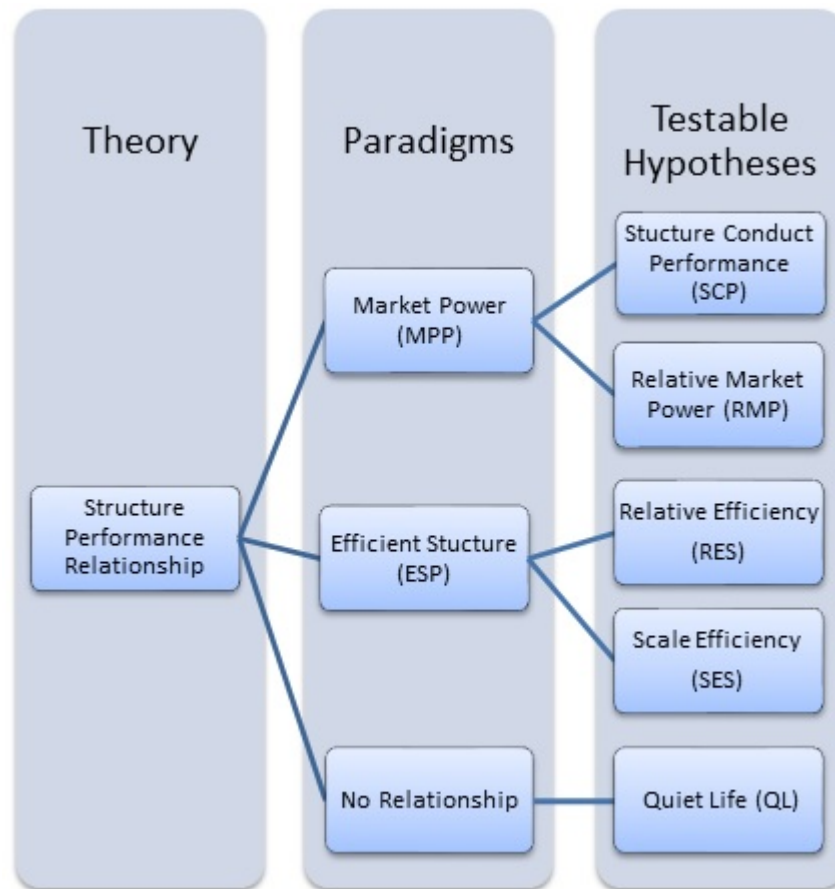 Theory
Paradigms
Testable
Hypotheses
Stucture Conduct
Performance
(SCP)
Market Power
(MPP)
Relative Market
Power (RMP)
Structure
Performance
Relationship
Efficient Stucture
(ESP)
Relative Efficiency
(RES)
Scale Efficiency
(SES)
No Relationship
Quiet Life (QL)